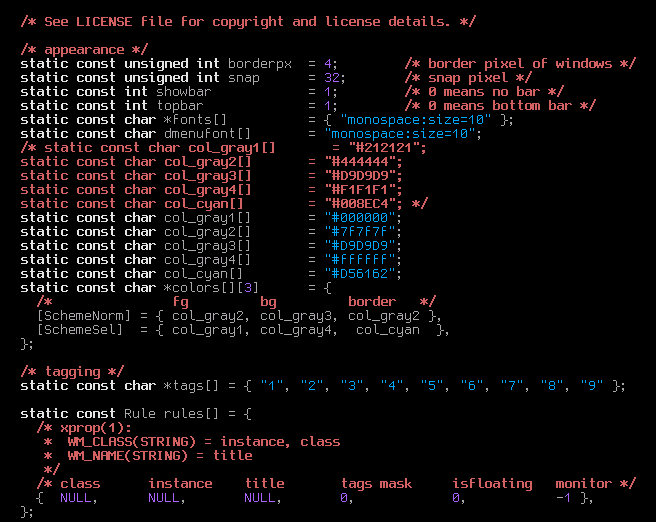 /* See LICENSE file for copyright and license details. */

/* appearance */
static const unsigned int borderpx  = 4;        /* border pixel of windows */
static const unsigned int snap      = 32;       /* snap pixel */
static const int showbar            = 1;        /* 0 means no bar */
static const int topbar             = 1;        /* 0 means bottom bar */
static const char *fonts[]          = { "monospace:size=10" };
static const char dmenufont[]       = "monospace:size=10";
/* static const char col_gray1[]       = "#212121";
static const char col_gray2[]       = "#444444";
static const char col_gray3[]       = "#D9D9D9";
static const char col_gray4[]       = "#F1F1F1";
static const char col_cyan[]        = "#008EC4"; */
static const char col_gray1[]       = "#000000";
static const char col_gray2[]       = "#7f7f7f";
static const char col_gray3[]       = "#D9D9D9";
static const char col_gray4[]       = "#ffffff";
static const char col_cyan[]        = "#D56162";
static const char *colors[][3]      = {
  /*               fg         bg         border   */
  [SchemeNorm] = { col_gray2, col_gray3, col_gray2 },
  [SchemeSel]  = { col_gray1, col_gray4,  col_cyan  },
};

/* tagging */
static const char *tags[] = { "1", "2", "3", "4", "5", "6", "7", "8", "9" };

static const Rule rules[] = {
  /* xprop(1):
   *  WM_CLASS(STRING) = instance, class
   *  WM_NAME(STRING) = title
   */
  /* class      instance    title       tags mask     isfloating   monitor */
  {  NULL,      NULL,       NULL,       0,            0,           -1 },
};